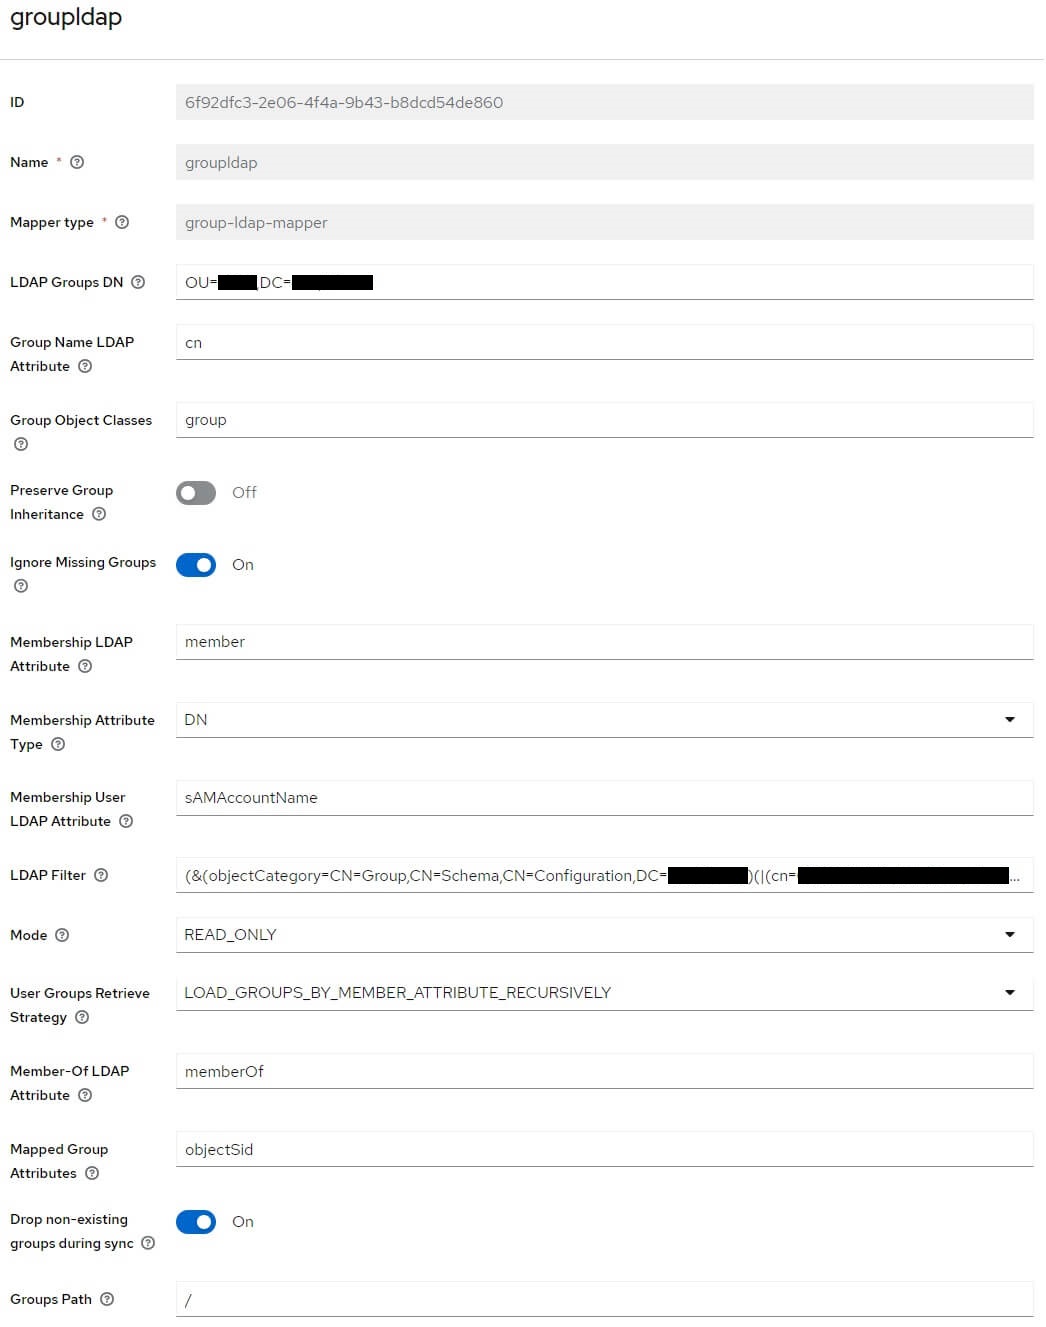 groupldap
ID
6f92dfc3-2e06-4f4a-9b43-b8dcd54de860
Name *
groupldap
Mapper type *
group-ldap-mapper
LDAP Groups DN
OU= ,DC=
Group Name LDAP
Attribute
cn
Group Object Classes
group
Preserve Group
Inheritance
Off
Ignore Missing Groups
On
Membership LDAP
Attribute
member
Membership Attribute
Type
DN
Membership User
LDAP Attribute
sAMAccountName
LDAP Filter
(&(objectCategory=CN=Group,CN=Schema,CN=Configuration,DC= )(|(cn= ...
Mode
READ_ONLY
User Groups Retrieve
Strategy
LOAD_GROUPS_BY_MEMBER_ATTRIBUTE_RECURSIVELY
Member-Of LDAP
Attribute
memberOf
Mapped Group
Attributes
objectSid
Drop non-existing
groups during sync
On
Groups Path
/